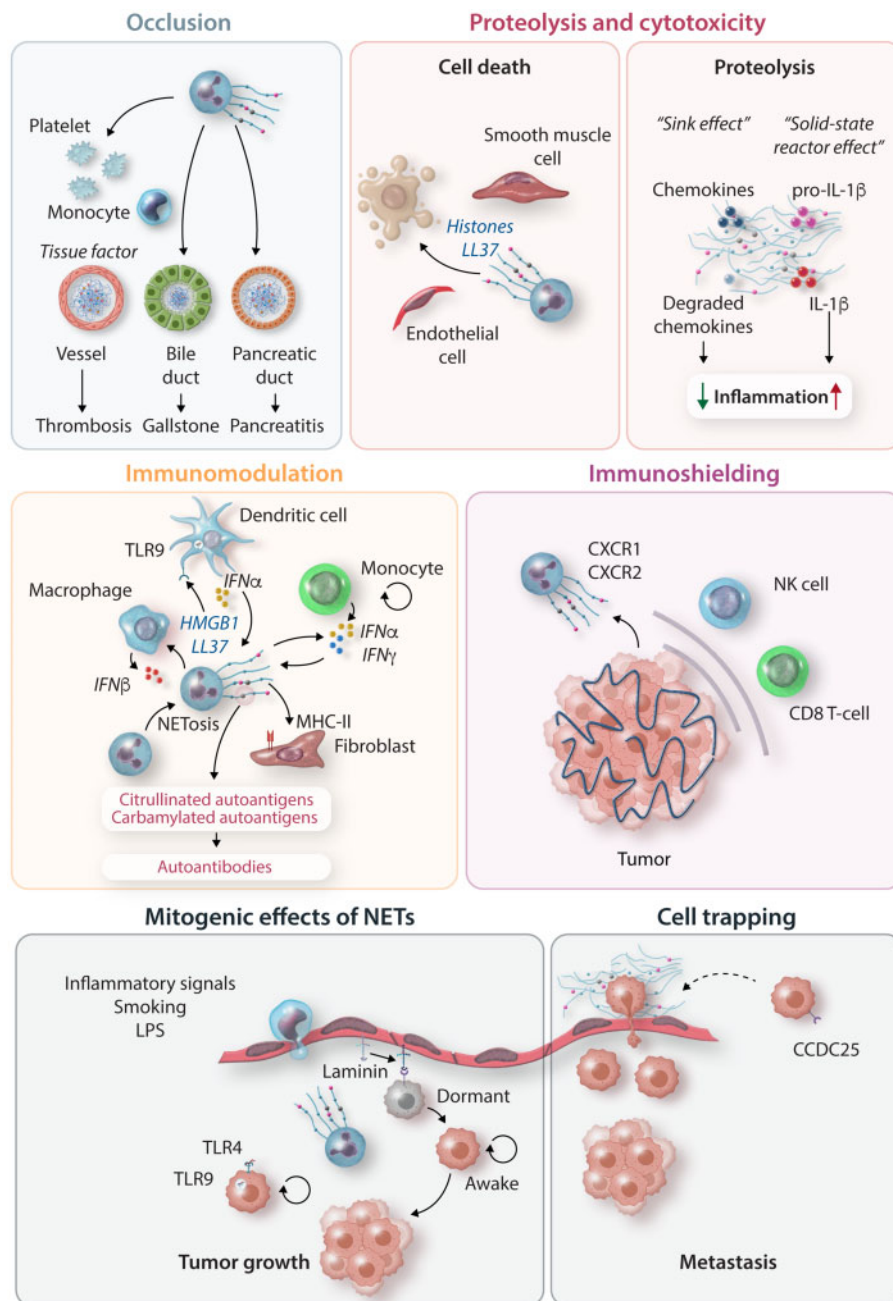 Occlusion
Platelet
Monocyte
Tissue factor
Vessel
Bile
duct
Pancreatic
duct
Thrombosis
Gallstone
Pancreatitis
Proteolysis and cytotoxicity
Cell death
Smooth muscle
cell
Histones
LL37
Endothelial
cell
Proteolysis
"Sink effect"
"Solid-state
reactor effect"
Chemokines
pro-IL-1β
Degraded
chemokines
IL-1β
Inflammation
Immunomodulation
Dendritic cell
TLR9
IFNα
Monocyte
Macrophage
HMGB1
LL37
IFNα
IFNγ
IFNβ
NETosis
MHC-II
Fibroblast
Citrullinated autoantigens
Carbamylated autoantigens
Autoantibodies
Immunoshielding
CXCR1
CXCR2
NK cell
CD8 T-cell
Tumor
Mitogenic effects of NETs
Inflammatory signals
Smoking
LPS
Laminin
Dormant
TLR4
TLR9
Awake
Tumor growth
Cell trapping
CCDC25
Metastasis